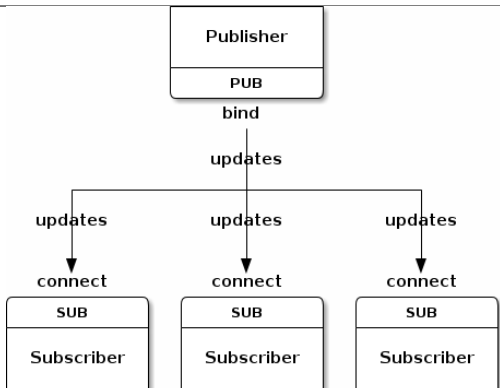 Publisher
PUB
bind
updates
updates updates updates
connect connect connect
SUB SUB SUB
Subscriber Subscriber Subscriber